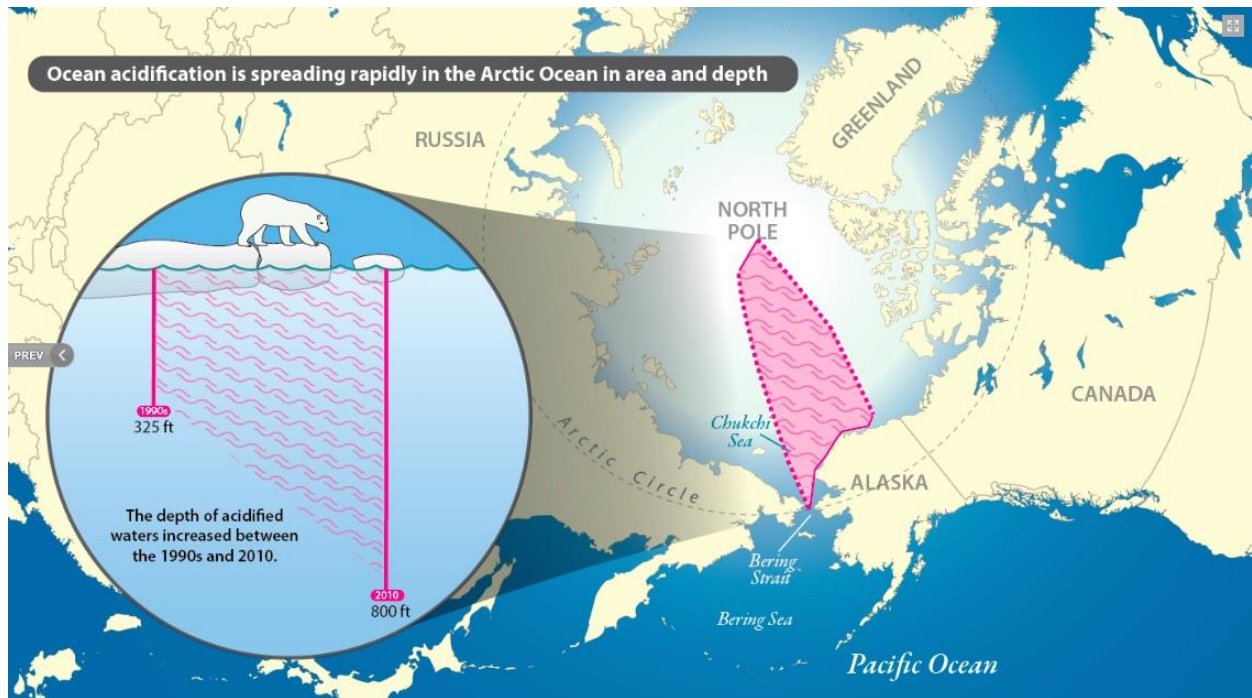 Ocean acidification is spreading rapidly in the Arctic Ocean in area and depth
RUSSIA
GREENLAND
NORTH
POLE
PREV
1990s
325 ft
The depth of acidified
waters increased between
the 1990s and 2010.
2010
800 ft
Arctic Circle
Chukchi
Sea
CANADA
ALASKA
Bering
Strait
Bering Sea
Pacific Ocean